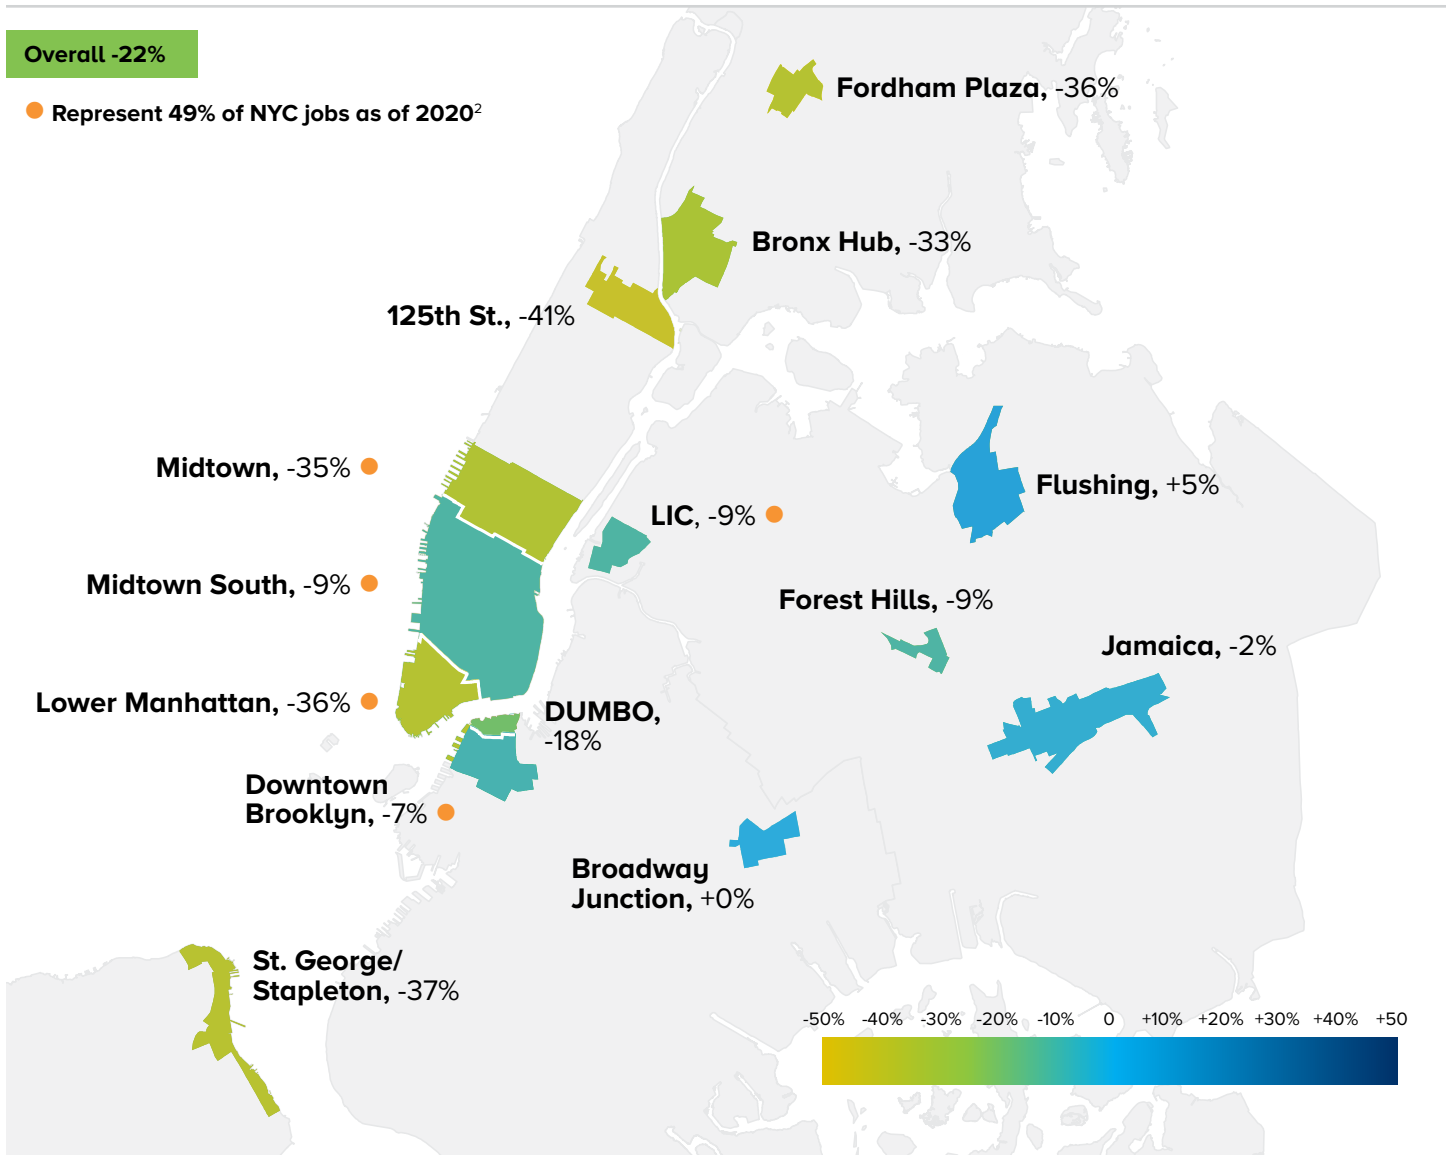 Overall -22%
Represent 49% of NYC jobs as of 2020²
Fordham Plaza, -36%
Bronx Hub, -33%
125th St., -41%
Midtown, -35%
LIC, -9%
Flushing, +5%
Midtown South, -9%
Forest Hills, -9%
Jamaica, -2%
Lower Manhattan, -36%
DUMBO,
-18%
Downtown
Brooklyn, -7%
Broadway
Junction, +0%
St. George/
Stapleton, -37%
-50% -40% -30% -20% -10% 0 +10% +20% +30% +40% +50